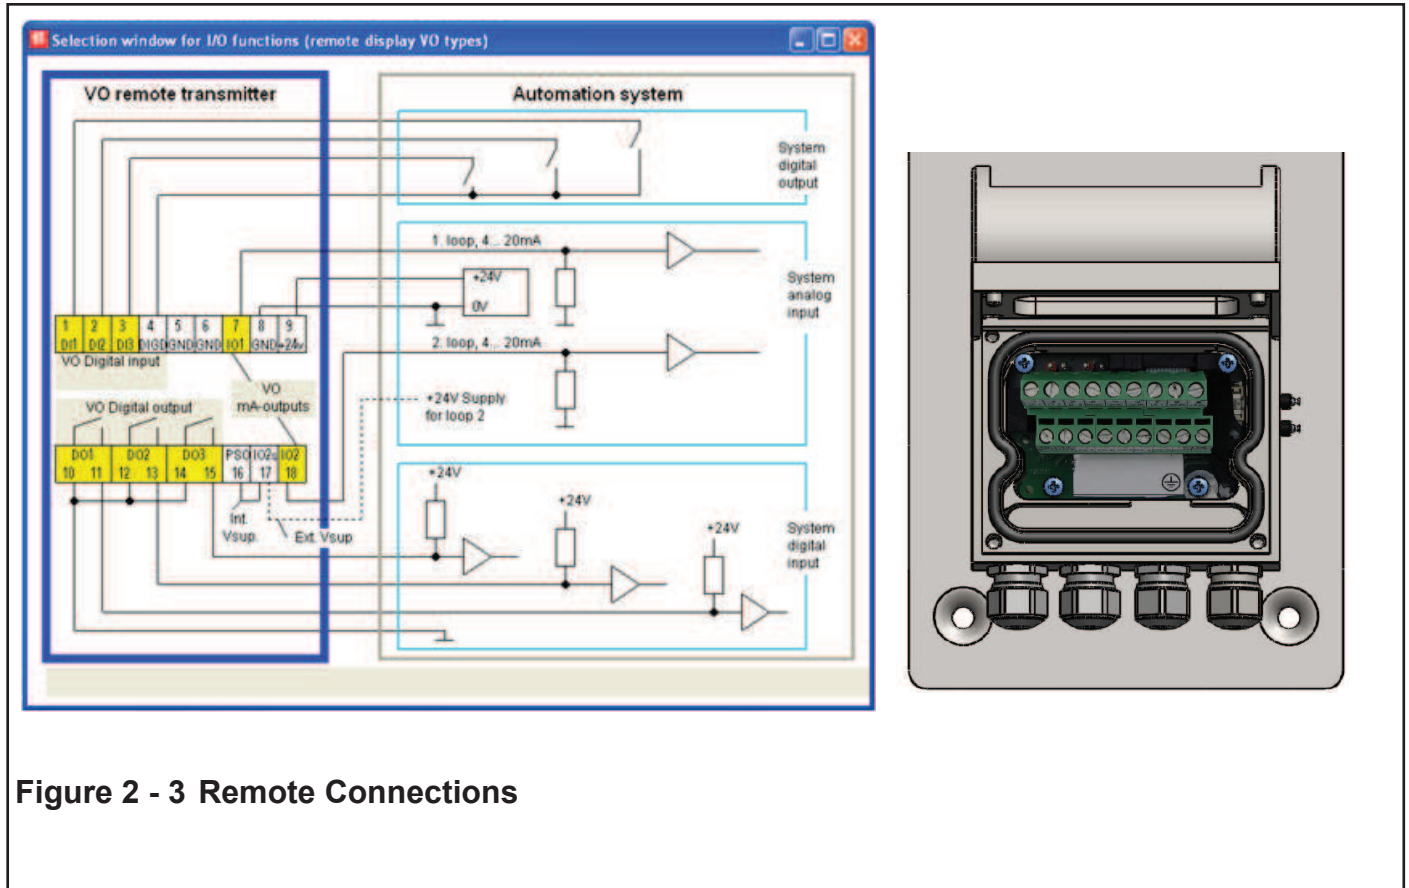 Selection window for I/O functions (remote display VO types)
VO remote transmitter
Automation system
System
digital
output
1. loop, 4... 20mA
+24V
0V
System
analog
input
1 2 3 4 5 6 7 8 9
DI1 DI2 DI3 DIGD GND GND IO1 GND +24v
VO Digital input
2. loop, 4... 20mA
VO
mA-outputs
+24V Supply
for loop 2
VO Digital output
DO1 DO2 DO3 PSO IO2s IO2
10 11 12 13 14 15 16 17 18
+24V
+24V
+24V
Int.
Vsup.
Ext. Vsup
System
digital
input
Figure 2 - 3 Remote Connections